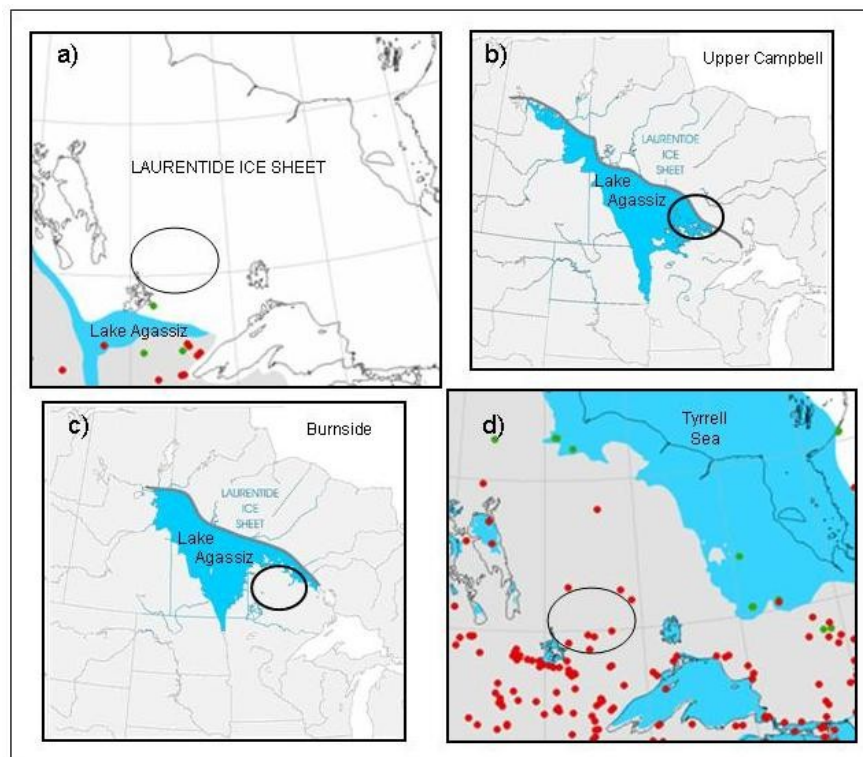 a)
LAURENTIDE ICE SHEET
Lake Agassiz
b)
Upper Campbell
LAURENTIDE
ICE
SHEET
Lake
Agassiz
c)
Burnside
LAURENTIDE
ICE
SHEET
Lake
Agassiz
d)
Tyrrell
Sea